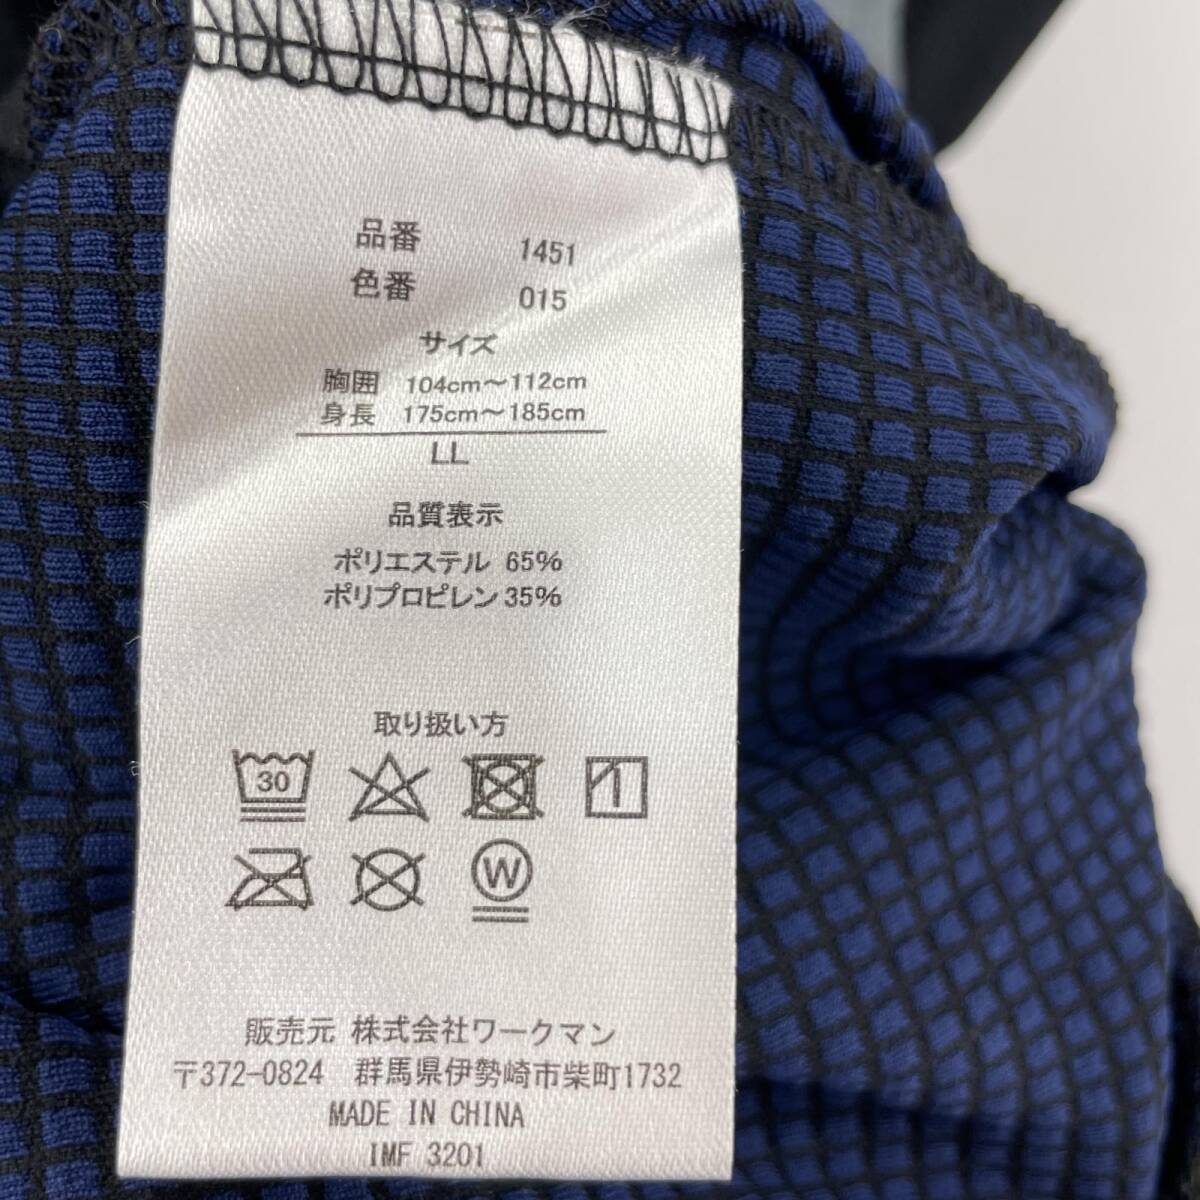 品番 1451
色番 015
サイズ
胸囲 104cm～112cm
身長 175cm～185cm
LL
品質表示
ポリエステル 65%
ポリプロピレン 35%
取り扱い方
30
W
販売元 株式会社ワークマン
〒372-0824 群馬県伊勢崎市柴町1732
MADE IN CHINA
IMF 3201